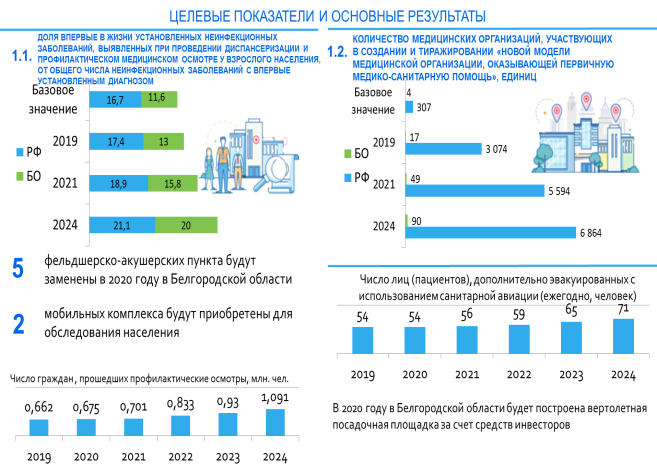 ЦЕЛЕВЫЕ ПОКАЗАТЕЛИ И ОСНОВНЫЕ РЕЗУЛЬТАТЫ
1.1.
ДОЛЯ ВПЕРВЫЕ В ЖИЗНИ УСТАНОВЛЕННЫХ НЕИНФЕКЦИОННЫХ
ЗАБОЛЕВАНИЙ, ВЫЯВЛЕННЫХ ПРИ ПРОВЕДЕНИИ ДИСПАНСЕРИЗАЦИИ И
ПРОФИЛАКТИЧЕСКОМ МЕДИЦИНСКОМ ОСМОТРЕ У ВЗРОСЛОГО НАСЕЛЕНИЯ,
ОТ ОБЩЕГО ЧИСЛА НЕИНФЕКЦИОННЫХ ЗАБОЛЕВАНИЙ С ВПЕРВЫЕ
УСТАНОВЛЕННЫМ ДИАГНОЗОМ
Базовое
значение
16,7 11,6
2019 17,4 13
РФ
БО
2021 18,9 15,8
2024 21,1 20
5
фельдшерско-акушерских пункта будут
заменены в 2020 году в Белгородской области
2
мобильных комплекса будут приобретены для
обследования населения
Число граждан, прошедших профилактические осмотры, млн. чел.
0,662 0,675 0,701 0,833 0,93 1,091
2019 2020 2021 2022 2023 2024
1.2.
КОЛИЧЕСТВО МЕДИЦИНСКИХ ОРГАНИЗАЦИЙ, УЧАСТВУЮЩИХ
В СОЗДАНИИ И ТИРАЖИРОВАНИИ «НОВОЙ МОДЕЛИ
МЕДИЦИНСКОЙ ОРГАНИЗАЦИИ, ОКАЗЫВАЮЩЕЙ ПЕРВИЧНУЮ
МЕДИКО-САНИТАРНУЮ ПОМОЩЬ», ЕДИНИЦ
Базовое
значение
4
307
2019
17
3 074
БО
РФ
2021
49
5 594
2024
90
6 864
Число лиц (пациентов), дополнительно эвакуированных с
использованием санитарной авиации (ежегодно, человек)
54 54 56 59 65 71
2019 2020 2021 2022 2023 2024
В 2020 году в Белгородской области будет построена вертолетная
посадочная площадка за счет средств инвесторов